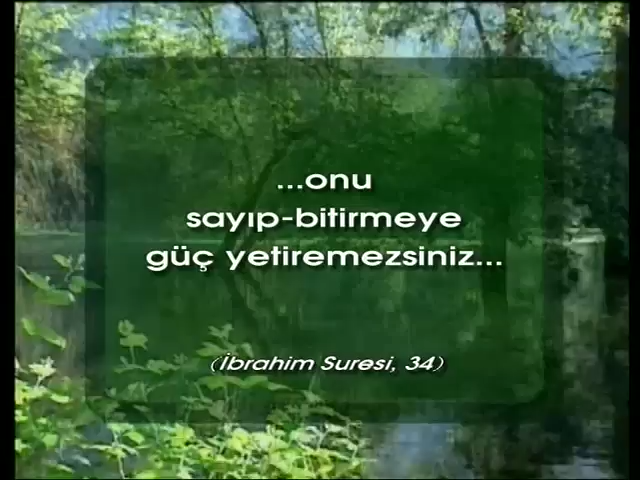 ...onu
sayıp-bitirmeye
güç yetiremezsiniz...
(İbrahim Suresi, 34)